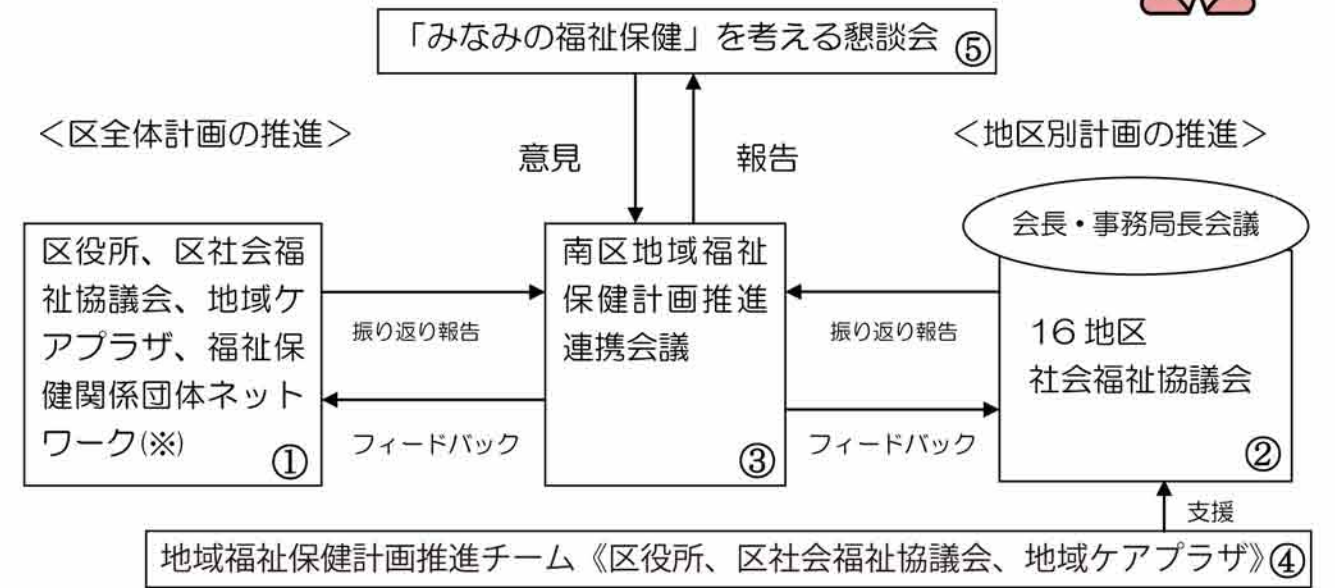 「みなみの福祉保健」を考える懇談会 ⑤
＜区全体計画の推進＞
意見
報告
＜地区別計画の推進＞
区役所、区社会福
祉協議会、地域ケ
アプラザ、福祉保
健関係団体ネット
ワーク(※) ①
振り返り報告
フィードバック
南区地域福祉
保健計画推進
連携会議
③
振り返り報告
フィードバック
会長・事務局長会議
16地区
社会福祉協議会
②
支援
地域福祉保健計画推進チーム《区役所、区社会福祉協議会、地域ケアプラザ》④